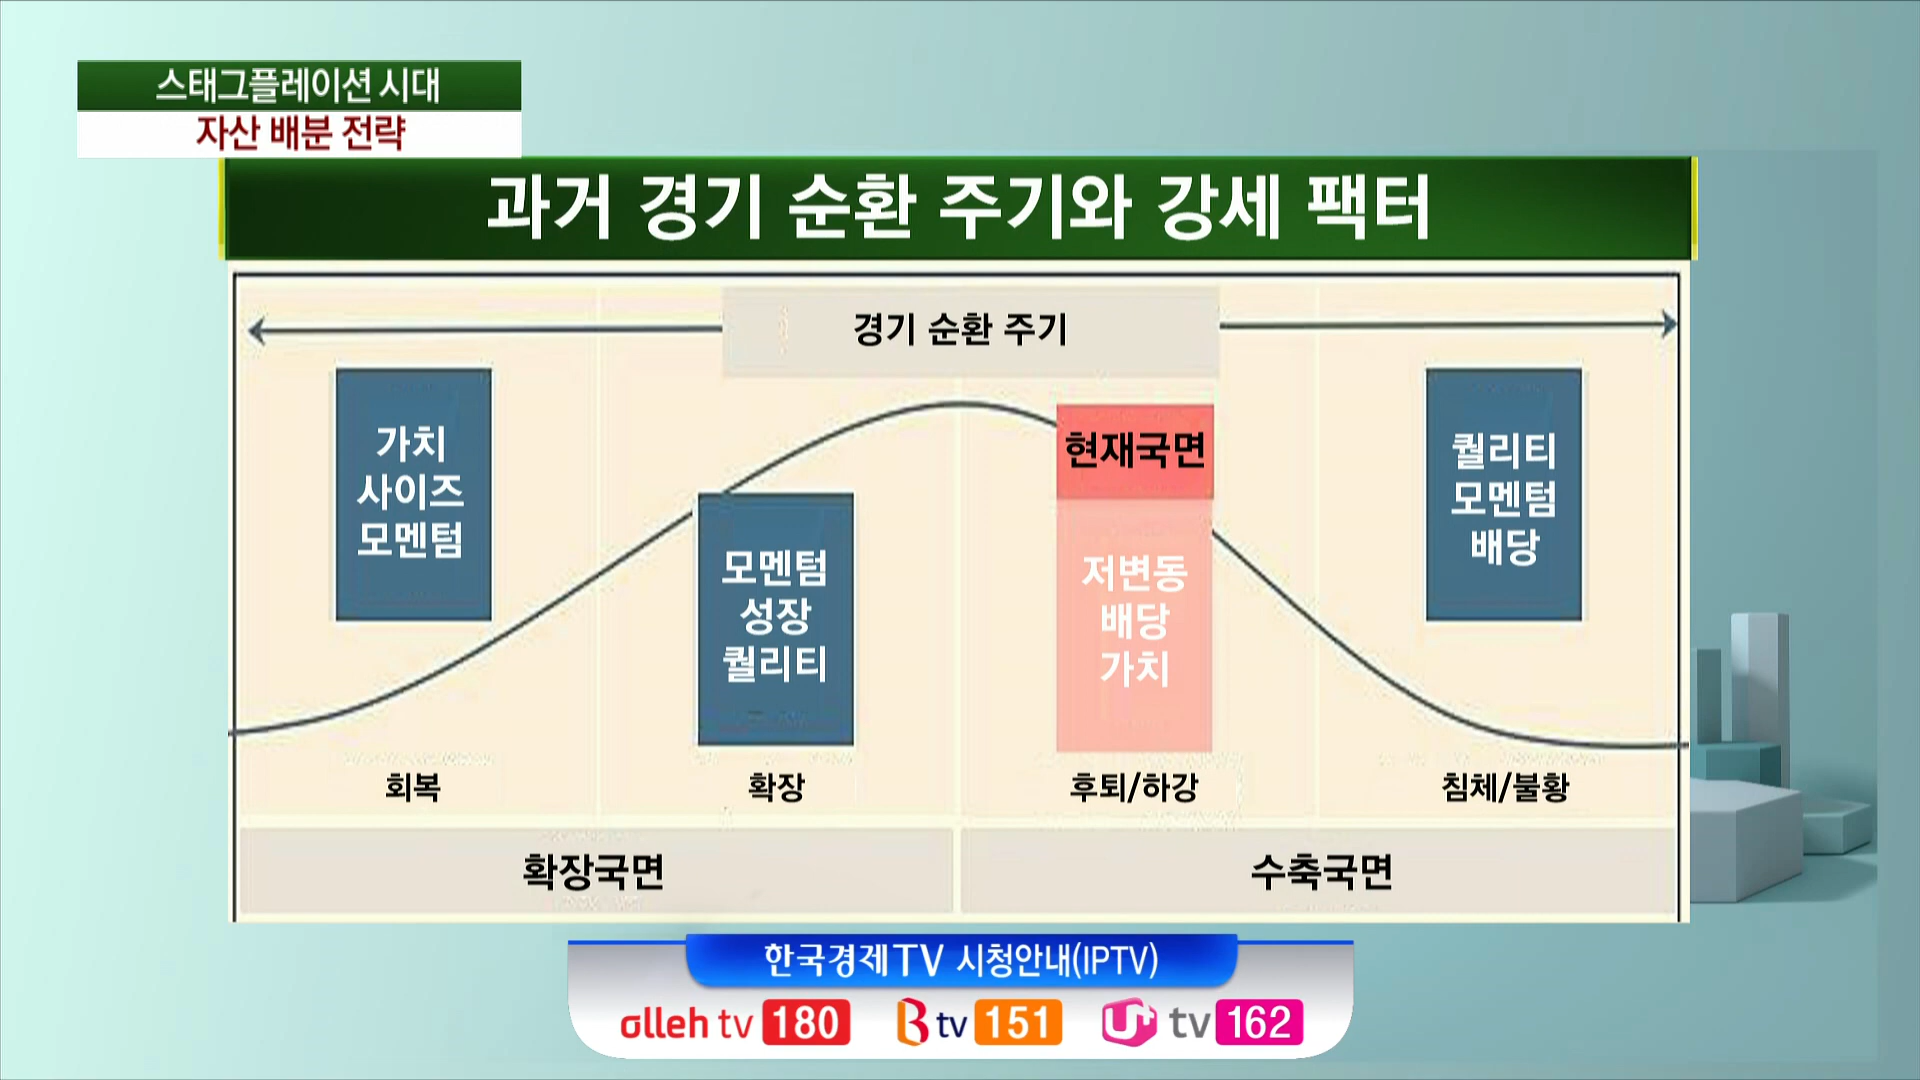 스태그플레이션 시대
자산 배분 전략
과거 경기 순환 주기와 강세 팩터
경기 순환 주기
가치
사이즈
모멘텀
모멘텀
성장
퀄리티
현재국면
저변동
배당
가치
퀄리티
모멘텀
배당
회복
확장
후퇴/하강
침체/불황
확장국면
수축국면
한국경제TV 시청안내(IPTV)
olleh tv 180
B tv 151
U+ tv 162